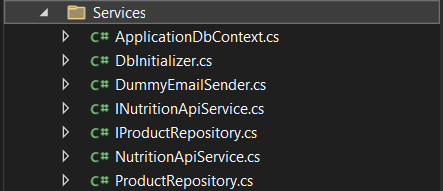 Services
C# ApplicationDbContext.cs
C# DbInitializer.cs
C# DummyEmailSender.cs
C# INutritionApiService.cs
C# IProductRepository.cs
C# NutritionApiService.cs
C# ProductRepository.cs